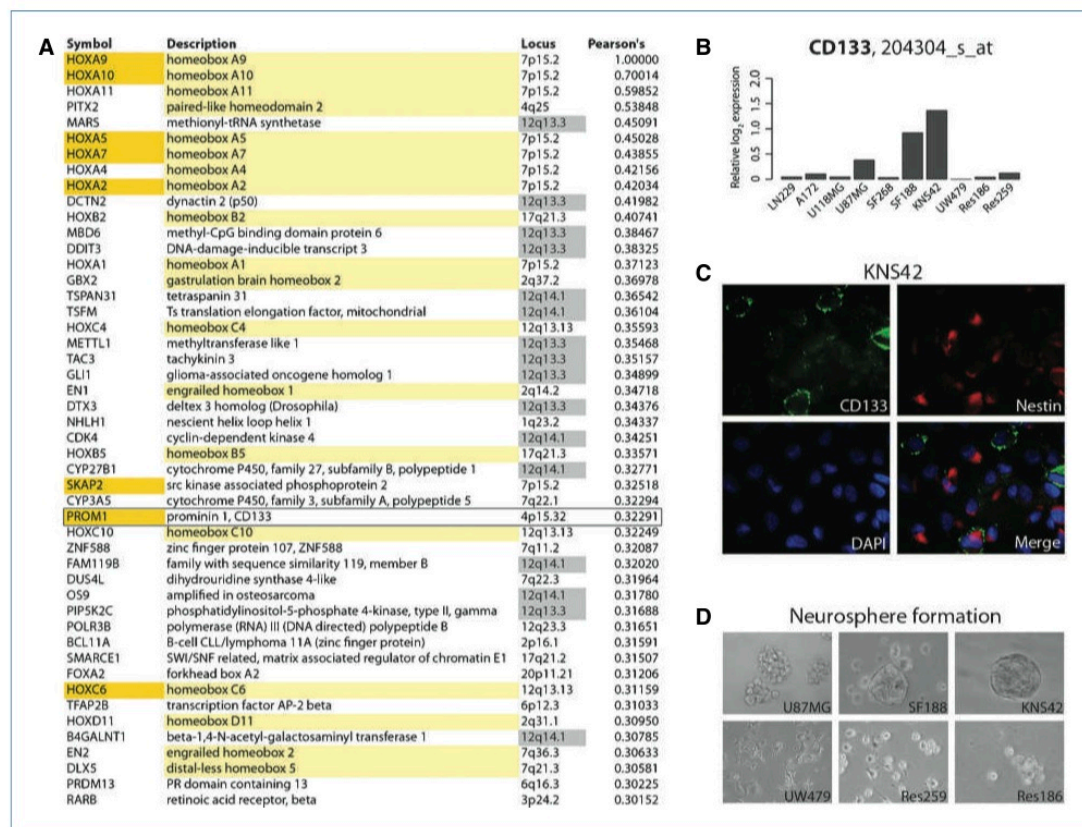 A
Symbol Description Locus Pearson's
HOXA9 homeobox A9 7p15.2 1.00000
HOXA10 homeobox A10 7p15.2 0.70014
HOXA11 homeobox A11 7p15.2 0.59852
PITX2 paired-like homeodomain 2 4q25 0.53848
MARS methionyl-tRNA synthetase 12q13.3 0.45091
HOXA5 homeobox A5 7p15.2 0.45028
HOXA7 homeobox A7 7p15.2 0.43855
HOXA4 homeobox A4 7p15.2 0.42156
HOXA2 homeobox A2 7p15.2 0.42034
DCTN2 dynactin 2 (p50) 12q13.3 0.41982
HOXB2 homeobox B2 17q21.3 0.40741
MBD6 methyl-CpG binding domain protein 6 12q13.3 0.38467
DDIT3 DNA-damage-inducible transcript 3 12q13.3 0.38325
HOXA1 homeobox A1 7p15.2 0.37123
GBX2 gastrulation brain homeobox 2 2q37.2 0.36978
TSPAN31 tetraspanin 31 12q14.1 0.36542
TSFM Ts translation elongation factor, mitochondrial 12q14.1 0.36104
HOXC4 homeobox C4 12q13.13 0.35593
METTL1 methyltransferase like 1 12q13.3 0.35468
TAC3 tachykinin 3 12q13.3 0.35157
GLI1 glioma-associated oncogene homolog 1 12q13.3 0.34899
EN1 engrailed homeobox 1 2q14.2 0.34718
DTX3 deltex 3 homolog (Drosophila) 12q13.3 0.34376
NHLH1 nescient helix loop helix 1 1q23.2 0.34337
CDK4 cyclin-dependent kinase 4 12q14.1 0.34251
HOXB5 homeobox B5 17q21.3 0.33571
CYP27B1 cytochrome P450, family 27, subfamily B, polypeptide 1 12q14.1 0.32771
SKAP2 src kinase associated phosphoprotein 2 7p15.2 0.32518
CYP3A5 cytochrome P450, family 3, subfamily A, polypeptide 5 7q22.1 0.32294
PROM1 prominin 1, CD133 4p15.32 0.32291
HOXC10 homeobox C10 12q13.13 0.32249
ZNF588 zinc finger protein 107, ZNF588 7q11.2 0.32087
FAM119B family with sequence similarity 119, member B 12q14.1 0.32020
DUS4L dihydrouridine synthase 4-like 7q22.3 0.31964
OS9 amplified in osteosarcoma 12q14.1 0.31780
PIP5K2C phosphatidylinositol-5-phosphate 4-kinase, type II, gamma 12q13.3 0.31688
POLR3B polymerase (RNA) III (DNA directed) polypeptide B 12q23.3 0.31651
BCL11A B-cell CLL/lymphoma 11A (zinc finger protein) 2p16.1 0.31591
SMARCE1 SWI/SNF related, matrix associated regulator of chromatin E1 17q21.2 0.31507
FOXA2 forkhead box A2 20p11.21 0.31206
HOXC6 homeobox C6 12q13.13 0.31159
TFAP2B transcription factor AP-2 beta 6p12.3 0.31033
HOXD11 homeobox D11 2q31.1 0.30950
B4GALNT1 beta-1,4-N-acetyl-galactosaminyl transferase 1 12q14.1 0.30785
EN2 engrailed homeobox 2 7q36.3 0.30633
DLX5 distal-less homeobox 5 7q21.3 0.30581
PRDM13 PR domain containing 13 6q16.3 0.30225
RARB retinoic acid receptor, beta 3p24.2 0.30152
B
CD133, 204304_s_at
Relative log2 expression
2.0
1.5
1.0
0.5
0
LN229 A172 U118MG U87MG SF268 SF188 KNS42 UW479 Res186 Res259
C
KNS42
CD133 Nestin
DAPI Merge
D
Neurosphere formation
U87MG SF188 KNS42
UW479 Res259 Res186